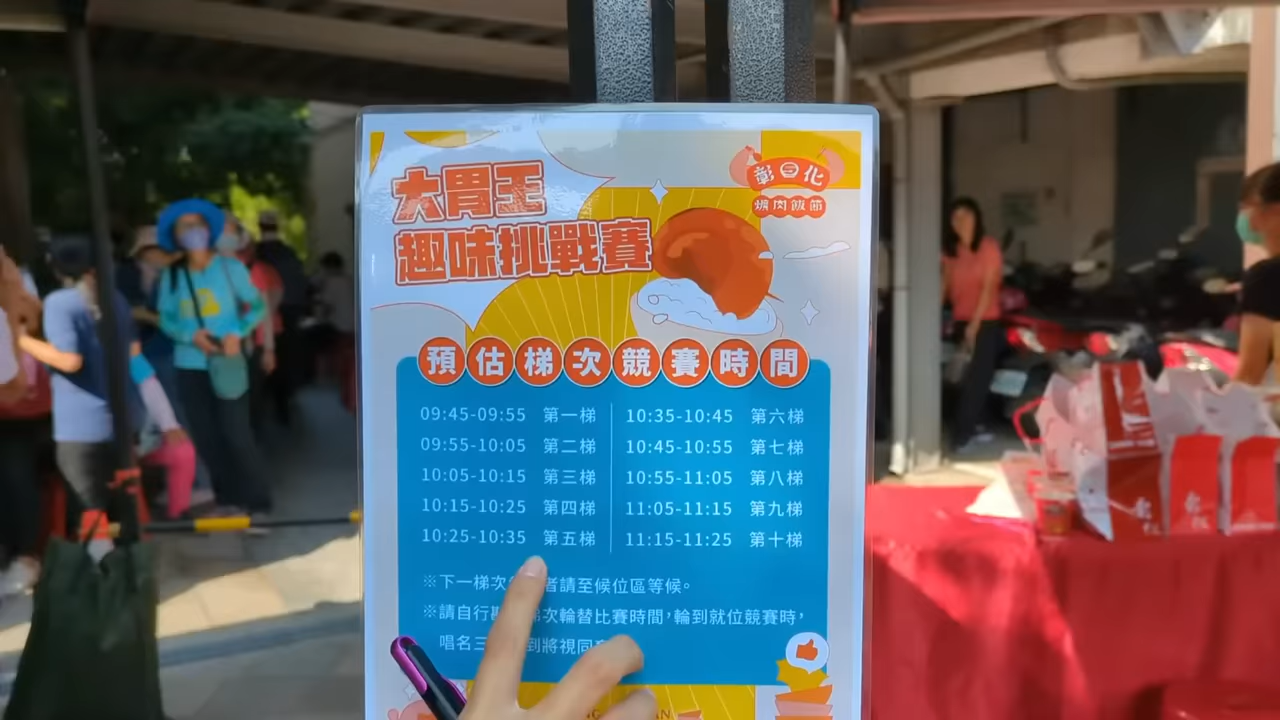 大胃王
趣味挑戰賽
彰化
爌肉飯節
預估梯次競賽時間
09:45-09:55 第一梯
09:55-10:05 第二梯
10:05-10:15 第三梯
10:15-10:25 第四梯
10:25-10:35 第五梯
10:35-10:45 第六梯
10:45-10:55 第七梯
10:55-11:05 第八梯
11:05-11:15 第九梯
11:15-11:25 第十梯
※下一梯次 者請至候位區等候。
※請自行 梯次輪替比賽時間,輪到就位競賽時,
唱名三 到將視同